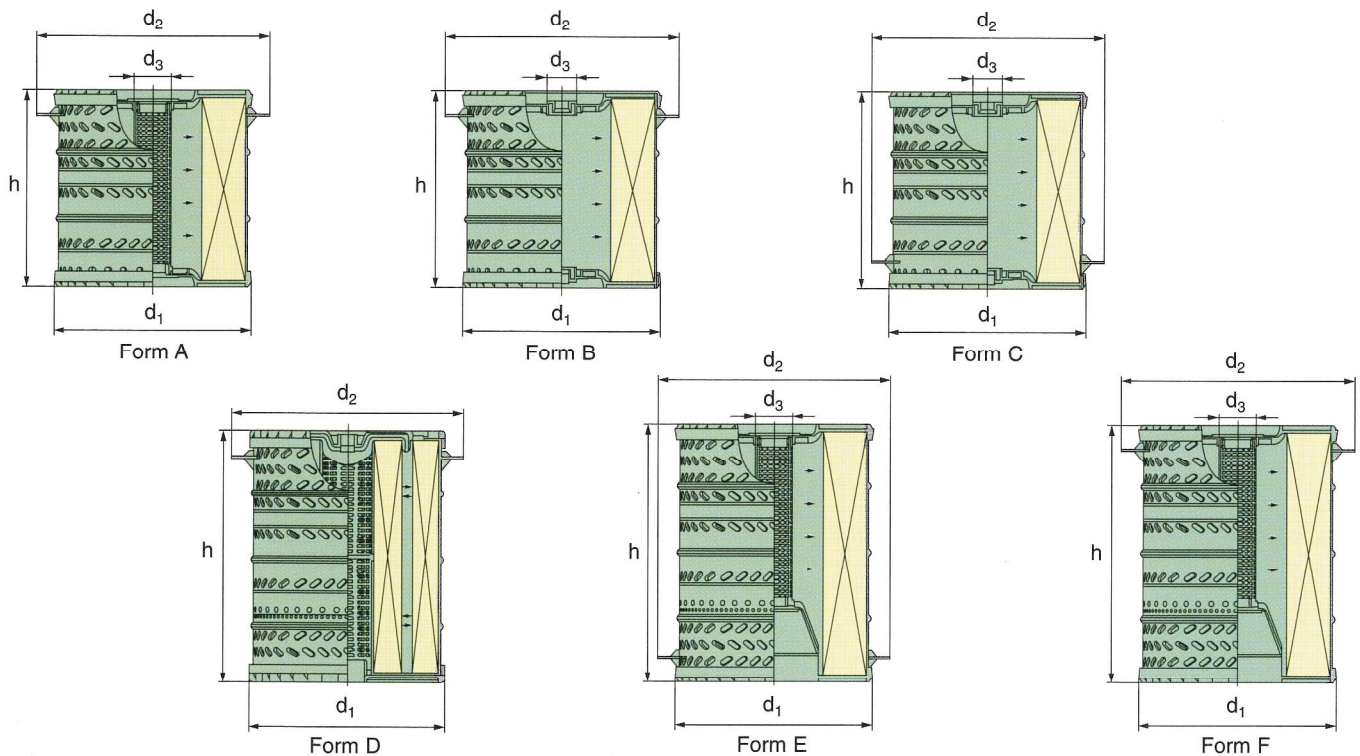 d2
d3
h
d1
Form A
d2
d3
h
d1
Form B
d2
d3
h
d1
Form C
d2
h
d1
Form D
d2
d3
h
d1
Form E
d2
d3
h
d1
Form F